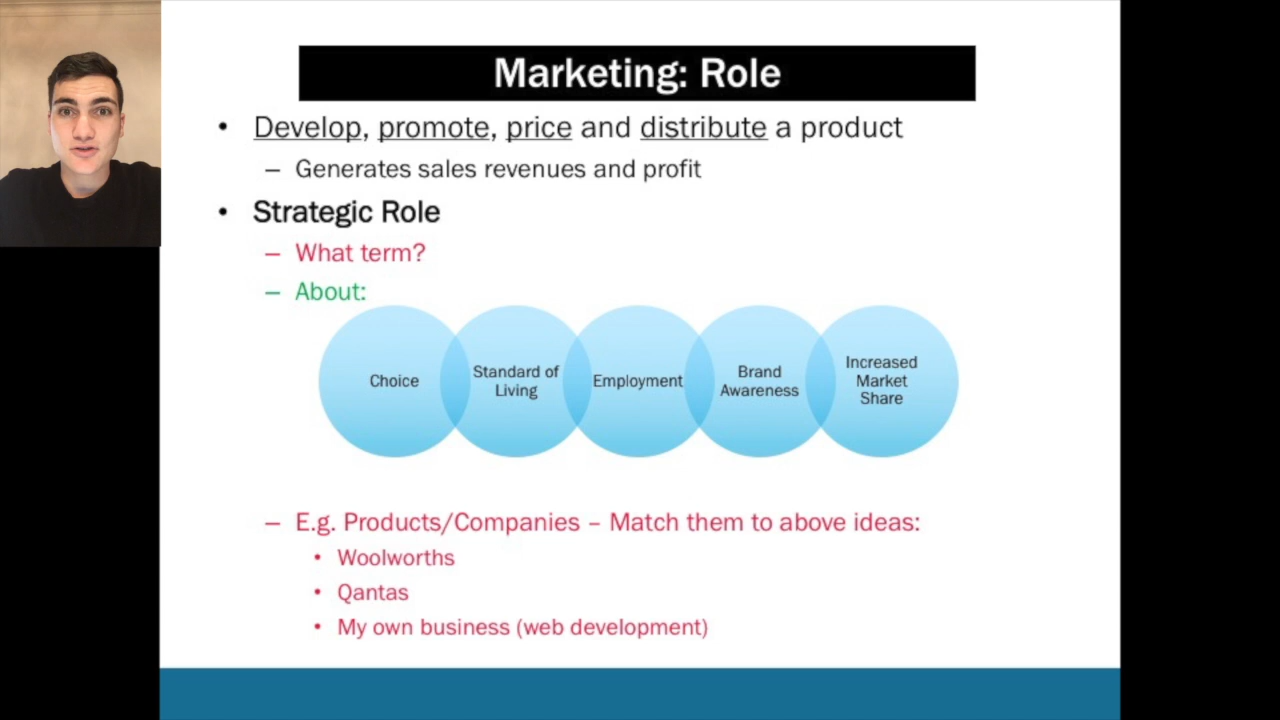 Marketing: Role
• Develop, promote, price and distribute a product
– Generates sales revenues and profit
• Strategic Role
– What term?
– About:
Choice
Standard of
Living
Employment
Brand
Awareness
Increased
Market
Share
– E.g. Products/Companies – Match them to above ideas:
• Woolworths
• Qantas
• My own business (web development)